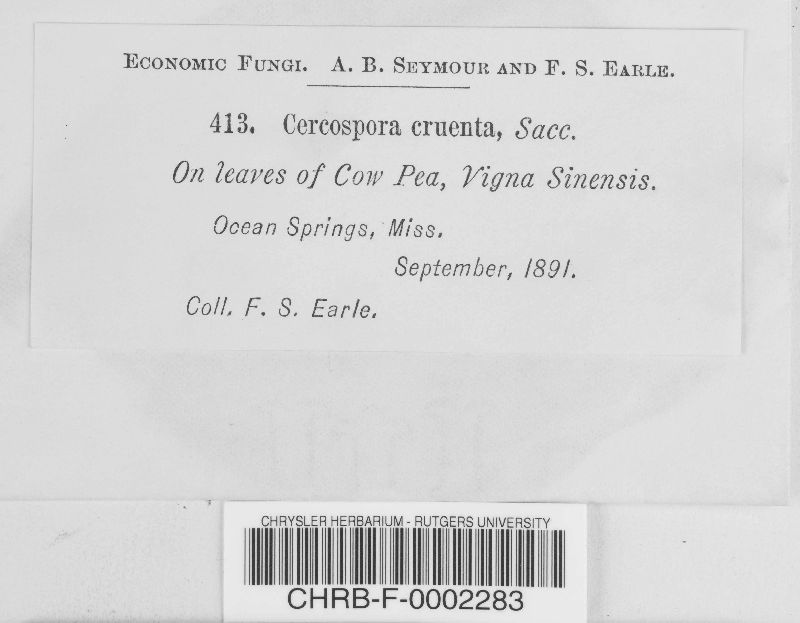 Economic Fungi. A. B. Seymour and F. S. Earle.
413. Cercospora cruenta, Sacc.
On leaves of Cow Pea, Vigna Sinensis.
Ocean Springs, Miss.
September, 1891.
Coll. F. S. Earle.
CHRYSLER HERBARIUM - RUTGERS UNIVERSITY
CHRB-F-0002283